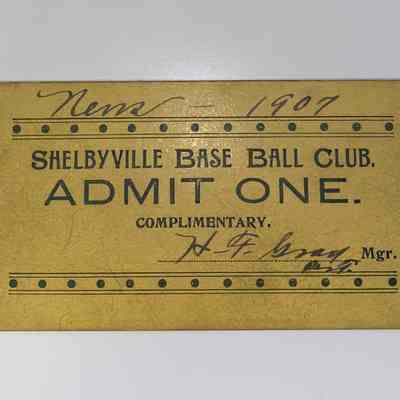 News - 1907
SHELBYVILLE BASE BALL CLUB.
ADMIT ONE.
COMPLIMENTARY.
H. F. Gray Mgr.